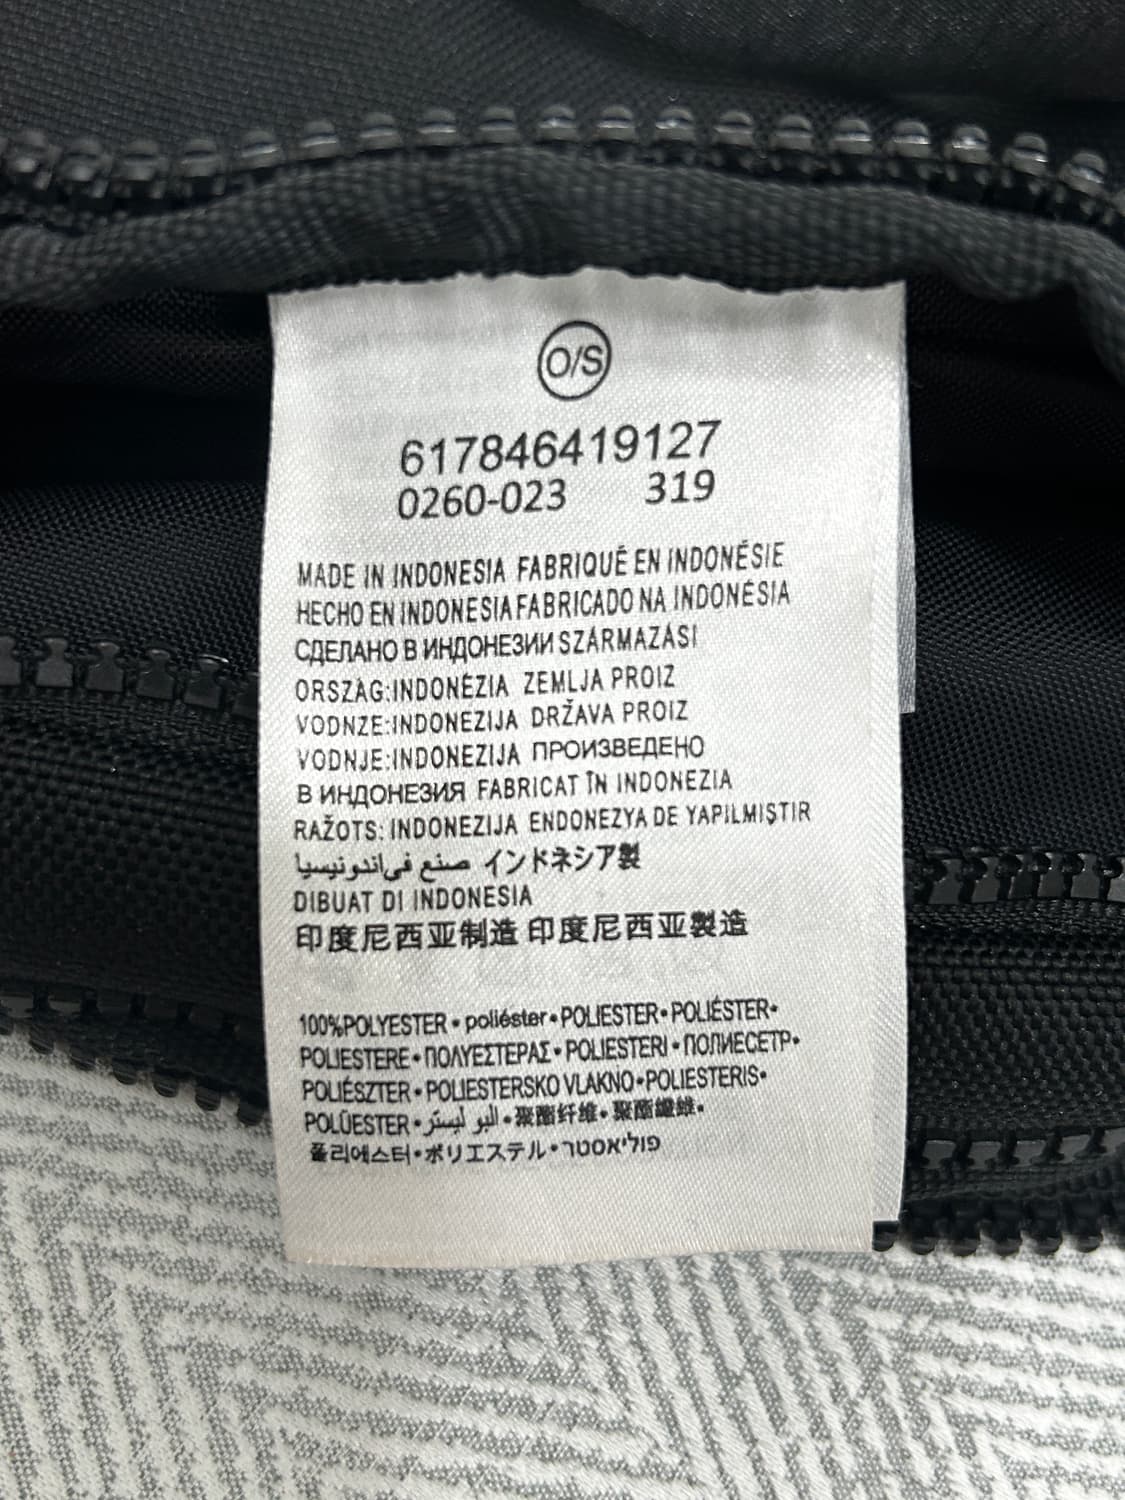 O/S
617846419127
0260-023 319
MADE IN INDONESIA FABRIQUÉ EN INDONÉSIE
HECHO EN INDONESIA FABRICADO NA INDONÉSIA
СДЕЛАНО В ИНДОНЕЗИИ SZÁRMAZÁSI
ORSZÁG:INDONÉZIA ZEMLJA PROIZ
VODNZE:INDONEZIJA DRŽAVA PROIZ
VODNJE:INDONEZIJA ПРОИЗВЕДЕНО
В ИНДОНЕЗИЯ FABRICAT ÎN INDONEZIA
RAŽOTS: INDONEZIJA ENDONEZYA DE YAPILMIŞTIR
صنع في اندونيسيا インドネシア製
DIBUAT DI INDONESIA
印度尼西亚制造 印度尼西亚製造
100%POLYESTER • poliéster • POLIESTER • POLIÉSTER •
POLIESTERE • ΠΟΛΥΕΣΤΕΡΑΣ • POLIESTERI • ПОЛИЕСЕТР •
POLIÉSZTER • POLIESTERSKO VLAKNO • POLIESTERIS •
POLÜESTER • البو ليستر • 聚酯纤维 • 聚酯纖維 •
폴리에스터 • ポリエステル • פוליאסטר